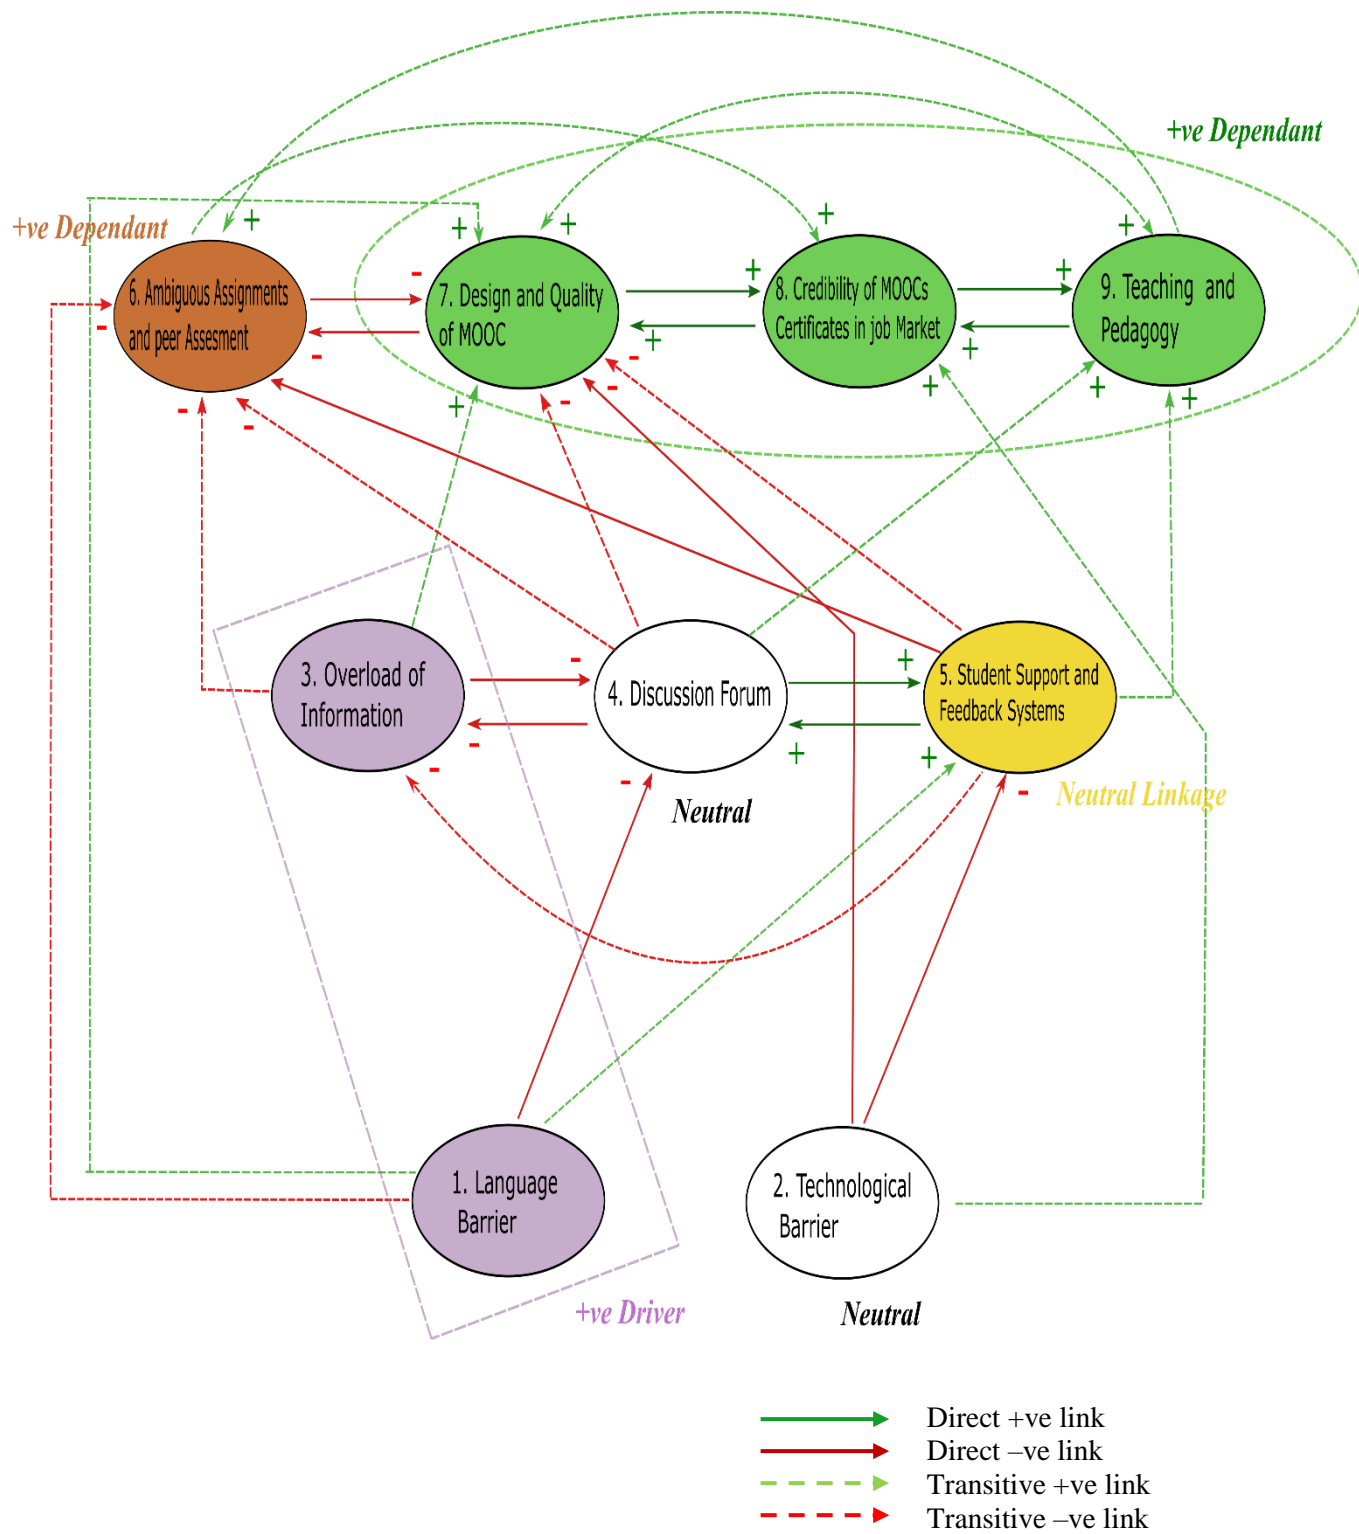 +ve Dependant
+ve Dependant
+
+
+
+
+
6. Ambiguous Assignments
and peer Assesment
-
-
-
7. Design and Quality
of MOOC
+
+
8. Credibility of MOOCs
Certificates in job Market
+
+
9. Teaching and
Pedagogy
-
-
-
-
-
+
+
+
+
3. Overload of
Information
-
-
-
4. Discussion Forum
+
+
5. Student Support and
Feedback Systems
+
-
-
Neutral
Neutral Linkage
1. Language
Barrier
2. Technological
Barrier
+ve Driver
Neutral
Direct +ve link
Direct –ve link
Transitive +ve link
Transitive –ve link